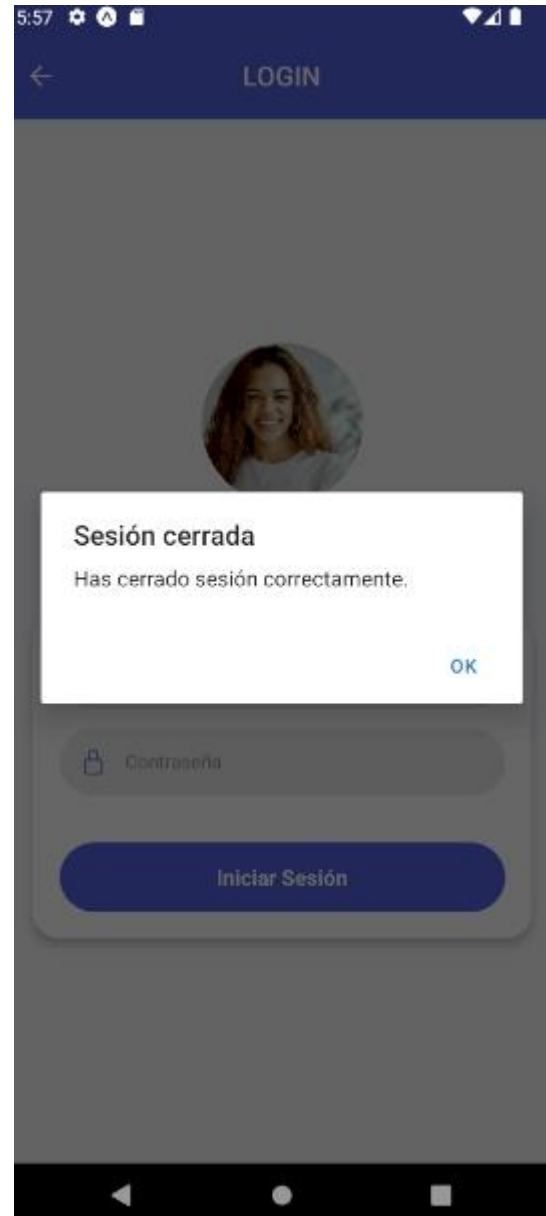 5:57
LOGIN
Sesión cerrada
Has cerrado sesión correctamente.
OK
Contraseña
Iniciar Sesión